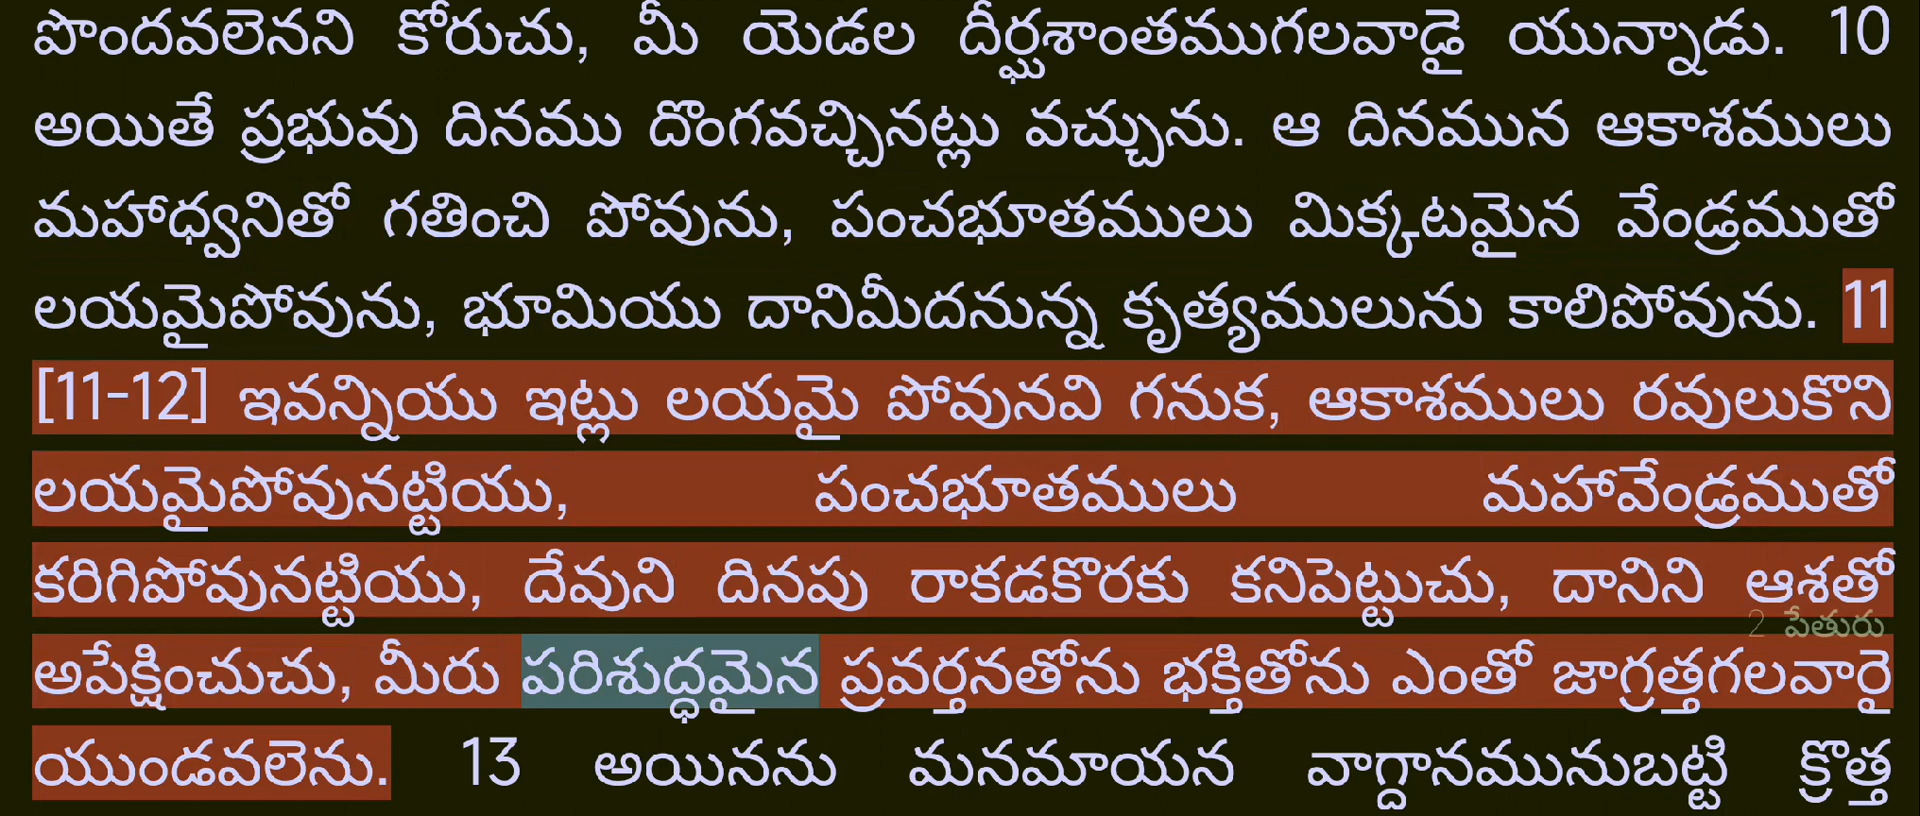 పొందవలెనని కోరుచు, మీ యెడల దీర్ఘశాంతముగలవాడై యున్నాడు. 10
అయితే ప్రభువు దినము దొంగవచ్చినట్లు వచ్చును. ఆ దినమున ఆకాశములు
మహాధ్వనితో గతించి పోవును, పంచభూతములు మిక్కటమైన వేండ్రముతో
లయమైపోవును, భూమియు దానిమీదనున్న కృత్యములును కాలిపోవును. 11
[11-12] ఇవన్నియు ఇట్లు లయమై పోవునవి గనుక, ఆకాశములు రవులుకొని
లయమైపోవునట్టియు, పంచభూతములు మహావేండ్రముతో
కరిగిపోవునట్టియు, దేవుని దినపు రాకడకొరకు కనిపెట్టుచు, దానిని ఆశతో
2 పేతురు
అపేక్షించుచు, మీరు పరిశుద్ధమైన ప్రవర్తనతోను భక్తితోను ఎంతో జాగ్రత్తగలవారై
యుండవలెను. 13 అయినను మనమాయన వాగ్దానమునుబట్టి క్రొత్త